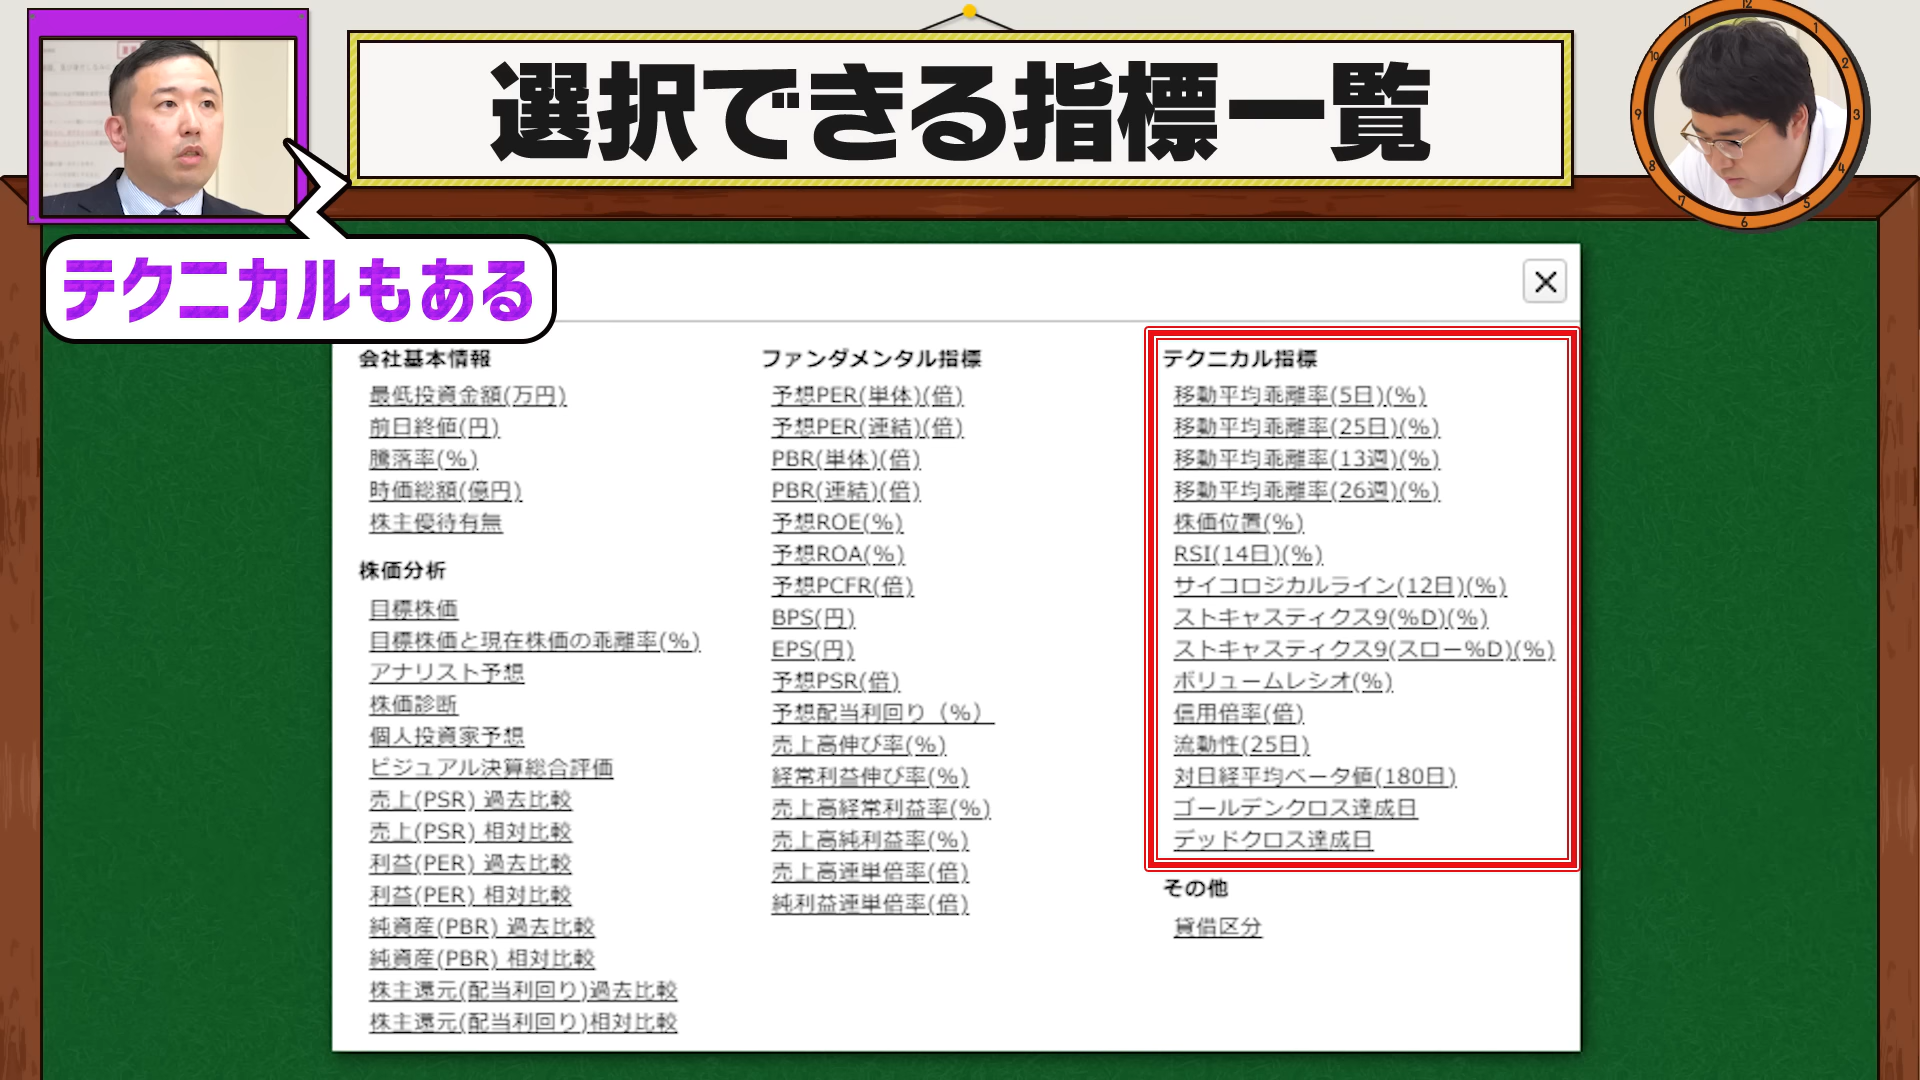 選択できる指標一覧
テクニカルもある
会社基本情報
最低投資金額(万円)
前日終値(円)
騰落率(%)
時価総額(億円)
株主優待有無
株価分析
目標株価
目標株価と現在株価の乖離率(%)
アナリスト予想
株価診断
個人投資家予想
ビジュアル決算総合評価
売上(PSR) 過去比較
売上(PSR) 相対比較
利益(PER) 過去比較
利益(PER) 相対比較
純資産(PBR) 過去比較
純資産(PBR) 相対比較
株主還元(配当利回り)過去比較
株主還元(配当利回り)相対比較
ファンダメンタル指標
予想PER(単体)(倍)
予想PER(連結)(倍)
PBR(単体)(倍)
PBR(連結)(倍)
予想ROE(%)
予想ROA(%)
予想PCFR(倍)
BPS(円)
EPS(円)
予想PSR(倍)
予想配当利回り（%）
売上高伸び率(%)
経常利益伸び率(%)
売上高経常利益率(%)
売上高純利益率(%)
売上高連単倍率(倍)
純利益連単倍率(倍)
テクニカル指標
移動平均乖離率(5日)(%)
移動平均乖離率(25日)(%)
移動平均乖離率(13週)(%)
移動平均乖離率(26週)(%)
株価位置(%)
RSI(14日)(%)
サイコロジカルライン(12日)(%)
ストキャスティクス9(%D)(%)
ストキャスティクス9(スロー%D)(%)
ボリュームレシオ(%)
信用倍率(倍)
流動性(25日)
対日経平均ベータ値(180日)
ゴールデンクロス達成日
デッドクロス達成日
その他
貸借区分
12
1
2
3
4
5
6
7
8
9
10
11